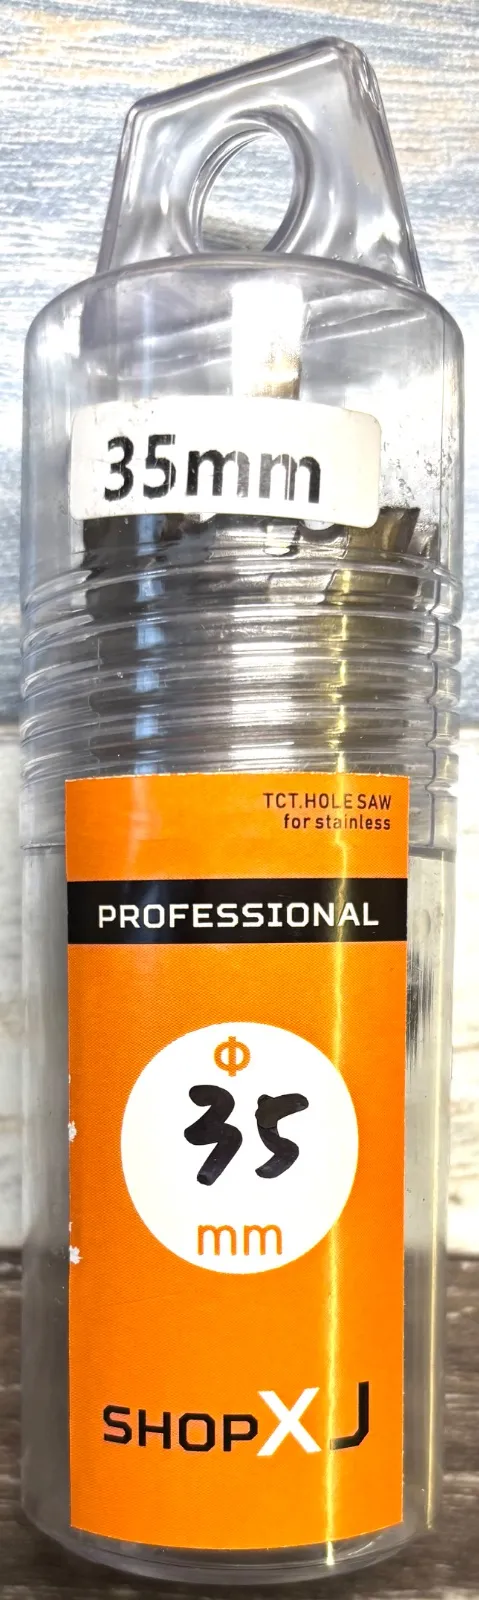 35mm
TCT.HOLE SAW
for stainless
PROFESSIONAL
Φ
35
mm
SHOPXJ